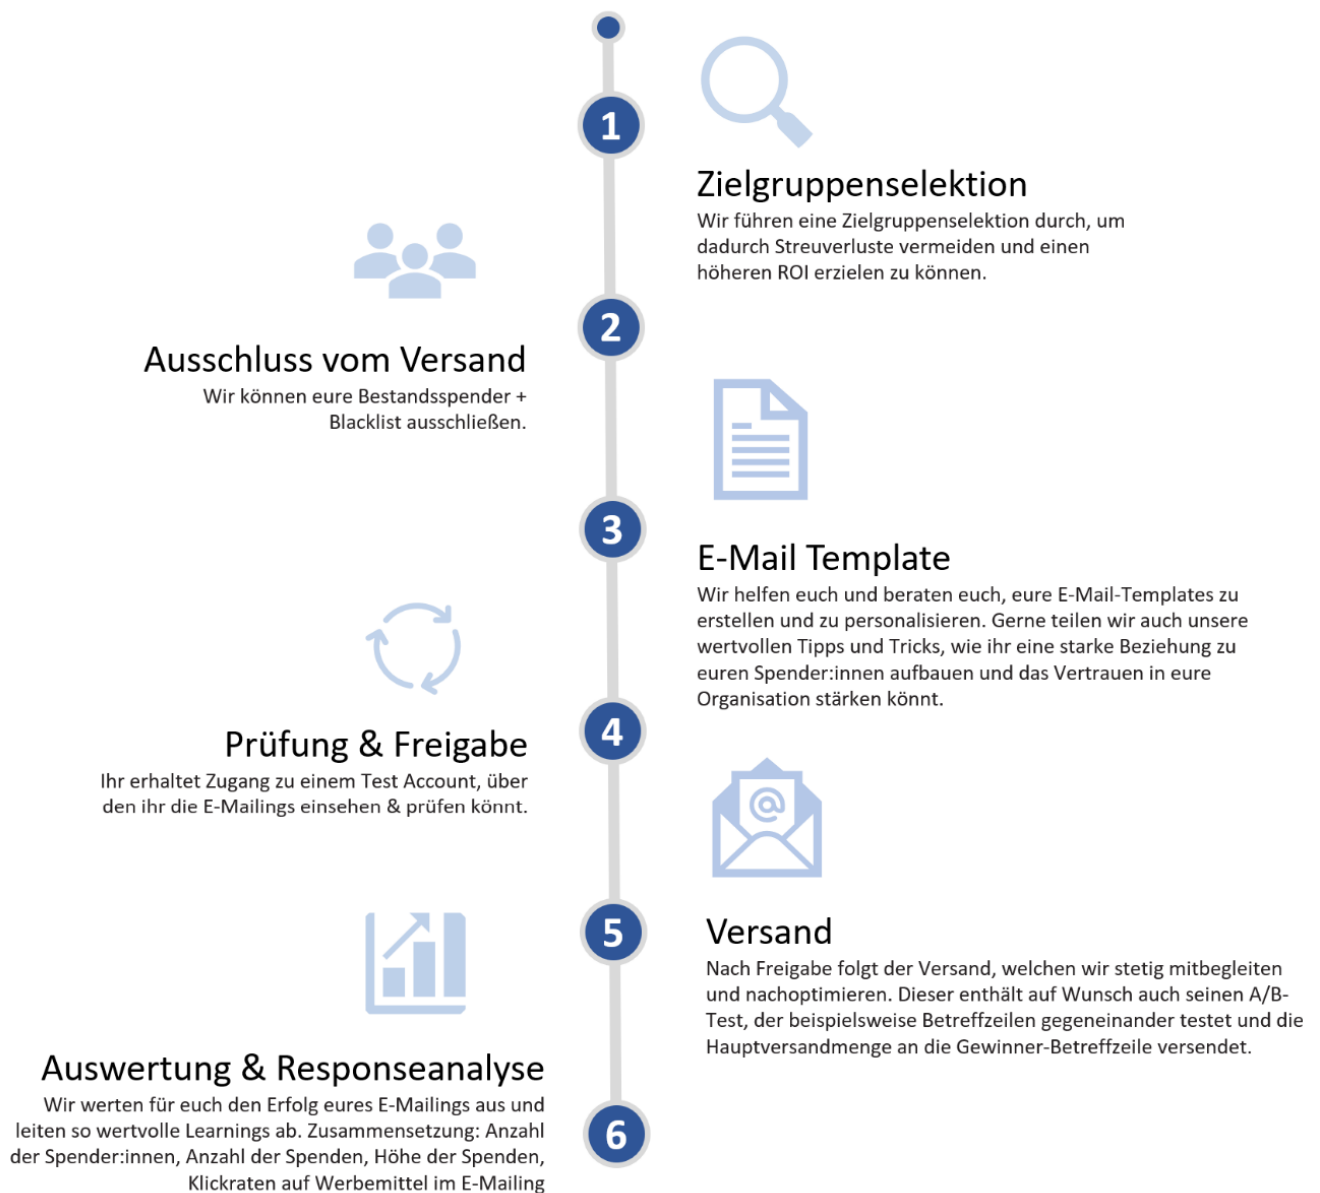 1
Zielgruppenselektion
Wir führen eine Zielgruppenselektion durch, um
dadurch Streuverluste vermeiden und einen
höheren ROI erzielen zu können.
2
Ausschluss vom Versand
Wir können eure Bestandsspender +
Blacklist ausschließen.
3
E-Mail Template
Wir helfen euch und beraten euch, eure E-Mail-Templates zu
erstellen und zu personalisieren. Gerne teilen wir auch unsere
wertvollen Tipps und Tricks, wie ihr eine starke Beziehung zu
euren Spender:innen aufbauen und das Vertrauen in eure
Organisation stärken könnt.
4
Prüfung & Freigabe
Ihr erhaltet Zugang zu einem Test Account, über
den ihr die E-Mailings einsehen & prüfen könnt.
@
5
Versand
Nach Freigabe folgt der Versand, welchen wir stetig mitbegleiten
und nachoptimieren. Dieser enthält auf Wunsch auch seinen A/B-
Test, der beispielsweise Betreffzeilen gegeneinander testet und die
Hauptversandmenge an die Gewinner-Betreffzeile versendet.
6
Auswertung & Responseanalyse
Wir werten für euch den Erfolg eures E-Mailings aus und
leiten so wertvolle Learnings ab. Zusammensetzung: Anzahl
der Spender:innen, Anzahl der Spenden, Höhe der Spenden,
Klickraten auf Werbemittel im E-Mailing